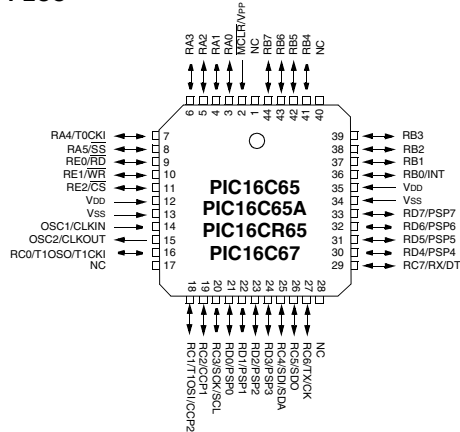 RA3
RA2
RA1
RA0
MCLR/VPP
NC
RB7
RB6
RB5
RB4
NC
6
5
4
3
2
1
44
43
42
41
40
RA4/T0CKI 7
RA5/SS 8
RE0/RD 9
RE1/WR 10
RE2/CS 11
VDD 12
VSS 13
OSC1/CLKIN 14
OSC2/CLKOUT 15
RC0/T1OSO/T1CKI 16
NC 17
PIC16C65
PIC16C65A
PIC16CR65
PIC16C67
39 RB3
38 RB2
37 RB1
36 RB0/INT
35 VDD
34 VSS
33 RD7/PSP7
32 RD6/PSP6
31 RD5/PSP5
30 RD4/PSP4
29 RC7/RX/DT
18
19
20
21
22
23
24
25
26
27
28
RC1/T1OSI/CCP2
RC2/CCP1
RC3/SCK/SCL
RD0/PSP0
RD1/PSP1
RD2/PSP2
RD3/PSP3
RC4/SDI/SDA
RC5/SDO
RC6/TX/CK
NC